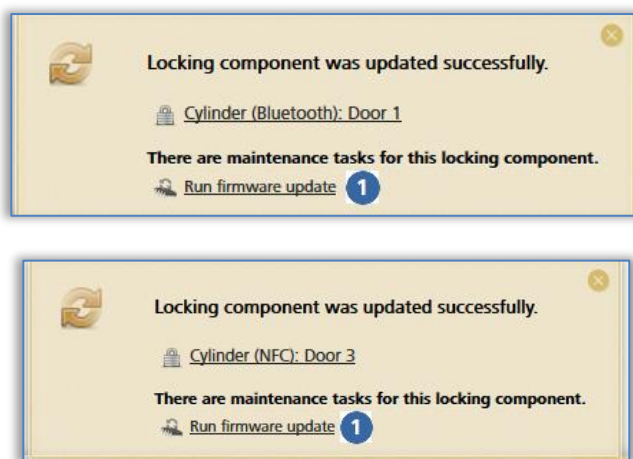 Locking component was updated successfully.
Cylinder (Bluetooth): Door 1
There are maintenance tasks for this locking component.
Run firmware update 1
Locking component was updated successfully.
Cylinder (NFC): Door 3
There are maintenance tasks for this locking component.
Run firmware update 1